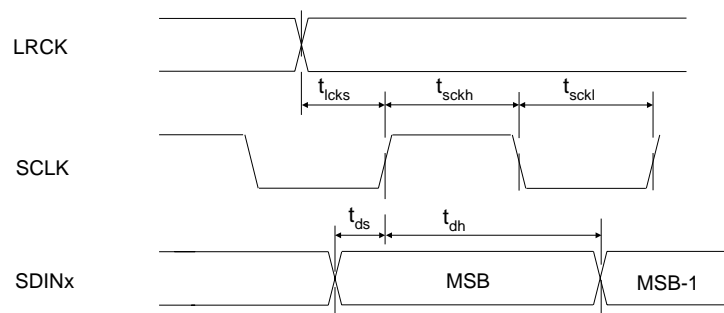 LRCK
t_lcks t_sckh t_sckl
SCLK
t_ds t_dh
SDINx MSB MSB-1